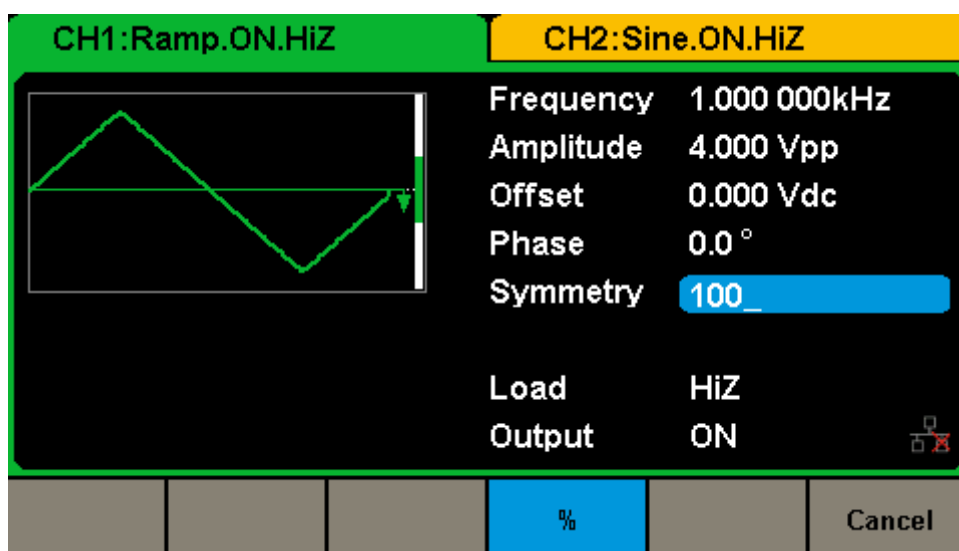 CH1:Ramp.ON.HiZ
CH2:Sine.ON.HiZ
Frequency 1.000 000kHz
Amplitude 4.000 Vpp
Offset 0.000 Vdc
Phase 0.0 °
Symmetry 100_
Load HiZ
Output ON
% Cancel